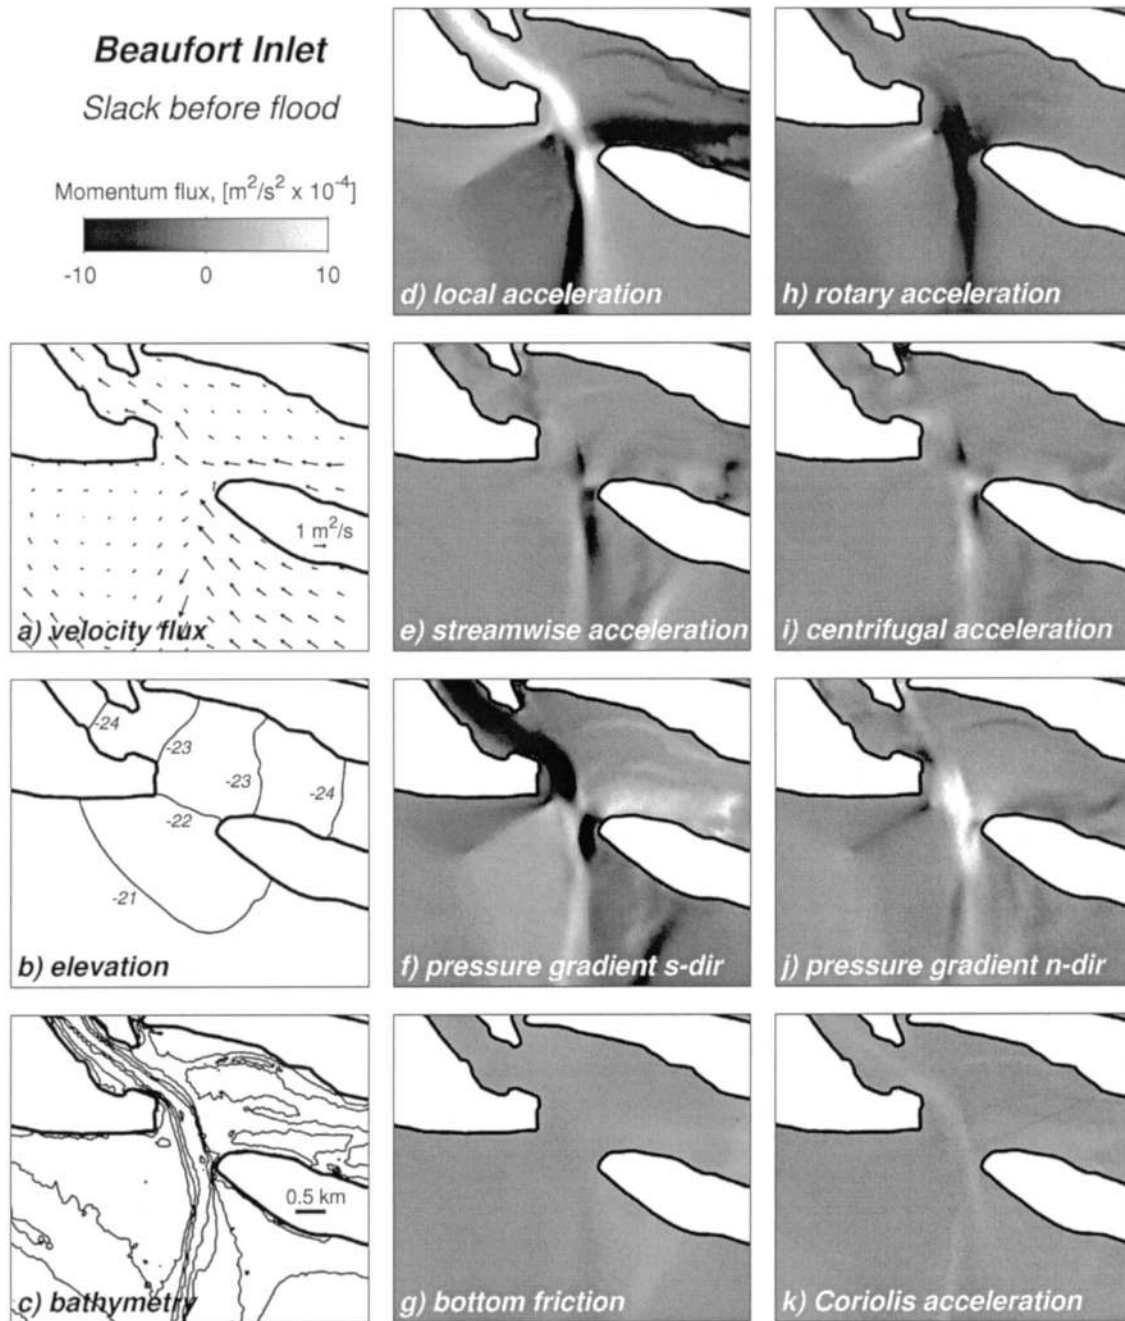 Beaufort Inlet
Slack before flood
Momentum flux, [m²/s² x 10⁻⁴]
-10 0 10
d) local acceleration
h) rotary acceleration
1 m²/s
a) velocity flux
e) streamwise acceleration
i) centrifugal acceleration
-24
-23
-23
-24
-22
-21
b) elevation
f) pressure gradient s-dir
j) pressure gradient n-dir
0.5 km
c) bathymetry
g) bottom friction
k) Coriolis acceleration